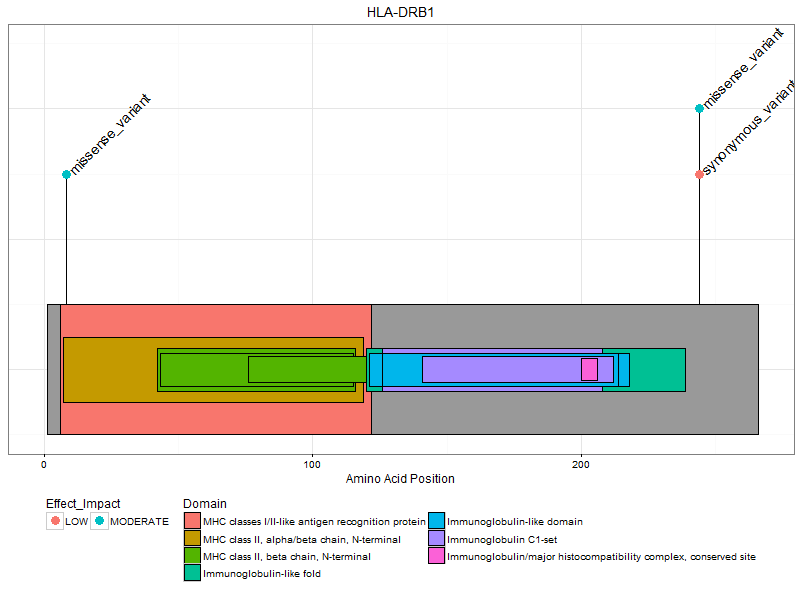 HLA-DRB1
missense_variant
missense_variant
synonymous_variant
0 100 200
Amino Acid Position
Effect_Impact
LOW MODERATE
Domain
MHC classes I/II-like antigen recognition protein
MHC class II, alpha/beta chain, N-terminal
MHC class II, beta chain, N-terminal
Immunoglobulin-like fold
Immunoglobulin-like domain
Immunoglobulin C1-set
Immunoglobulin/major histocompatibility complex, conserved site